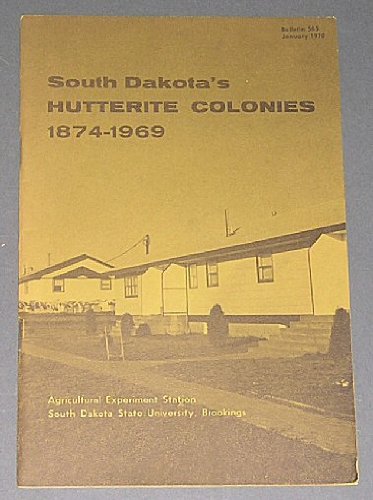 Bulletin 565
January 1970
South Dakota's
HUTTERITE COLONIES
1874-1969
Agricultural Experiment Station
South Dakota State University, Brookings